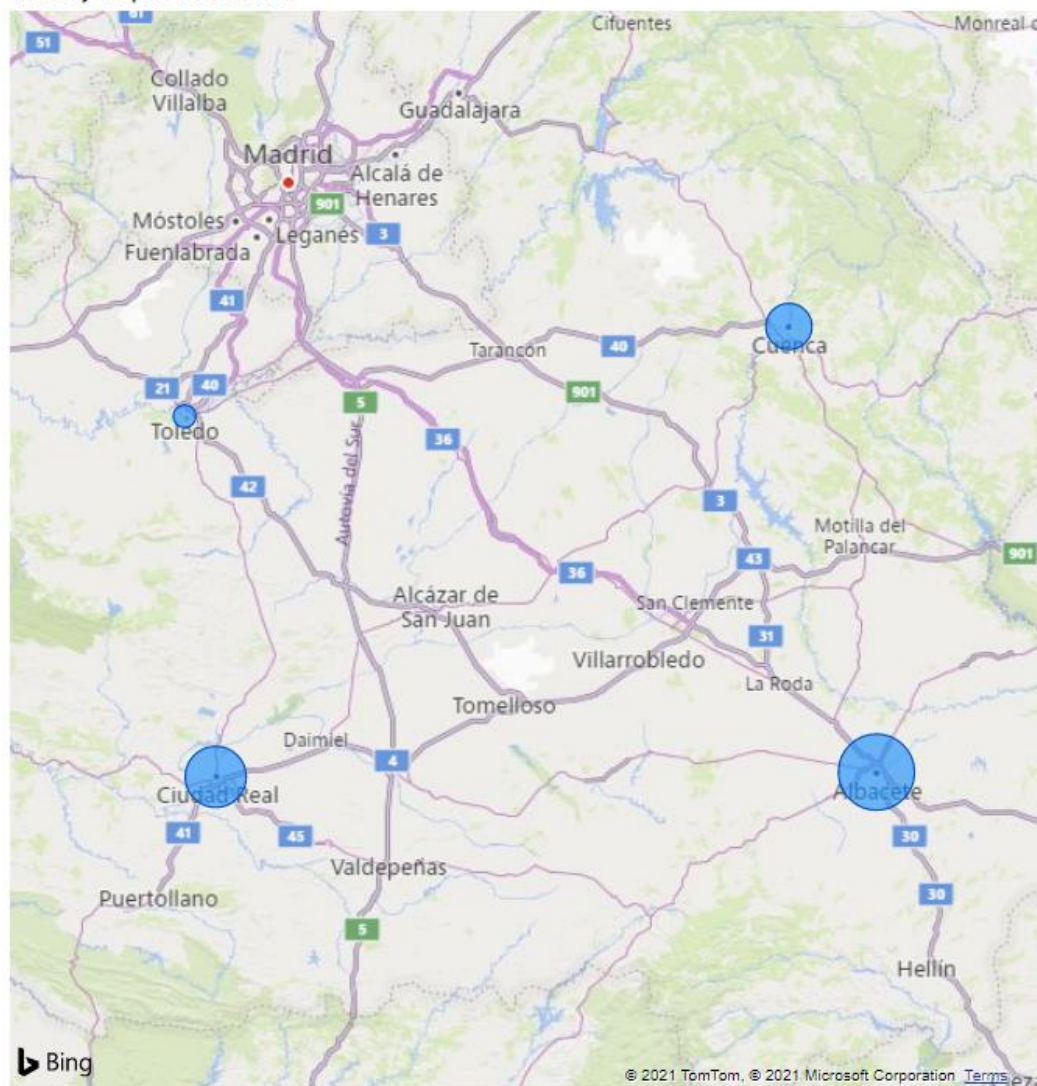 51
Cifuentes
Monreal
Collado
Villalba
Guadalajara
Madrid
Alcalá de
Henares
901
Móstoles
Leganés
3
Fuenlabrada
41
Tarancón
40
Cuenca
21
40
5
901
Toledo
36
42
Autovía del Sur
3
Motilla del
Palancar
43
901
36
Alcázar de
San Juan
San Clemente
31
Villarrobledo
La Roda
Tomelloso
Daimiel
4
Ciudad Real
Albacete
41
45
30
Valdepeñas
Puertollano
30
5
Hellín
Bing
© 2021 TomTom, © 2021 Microsoft Corporation Terms